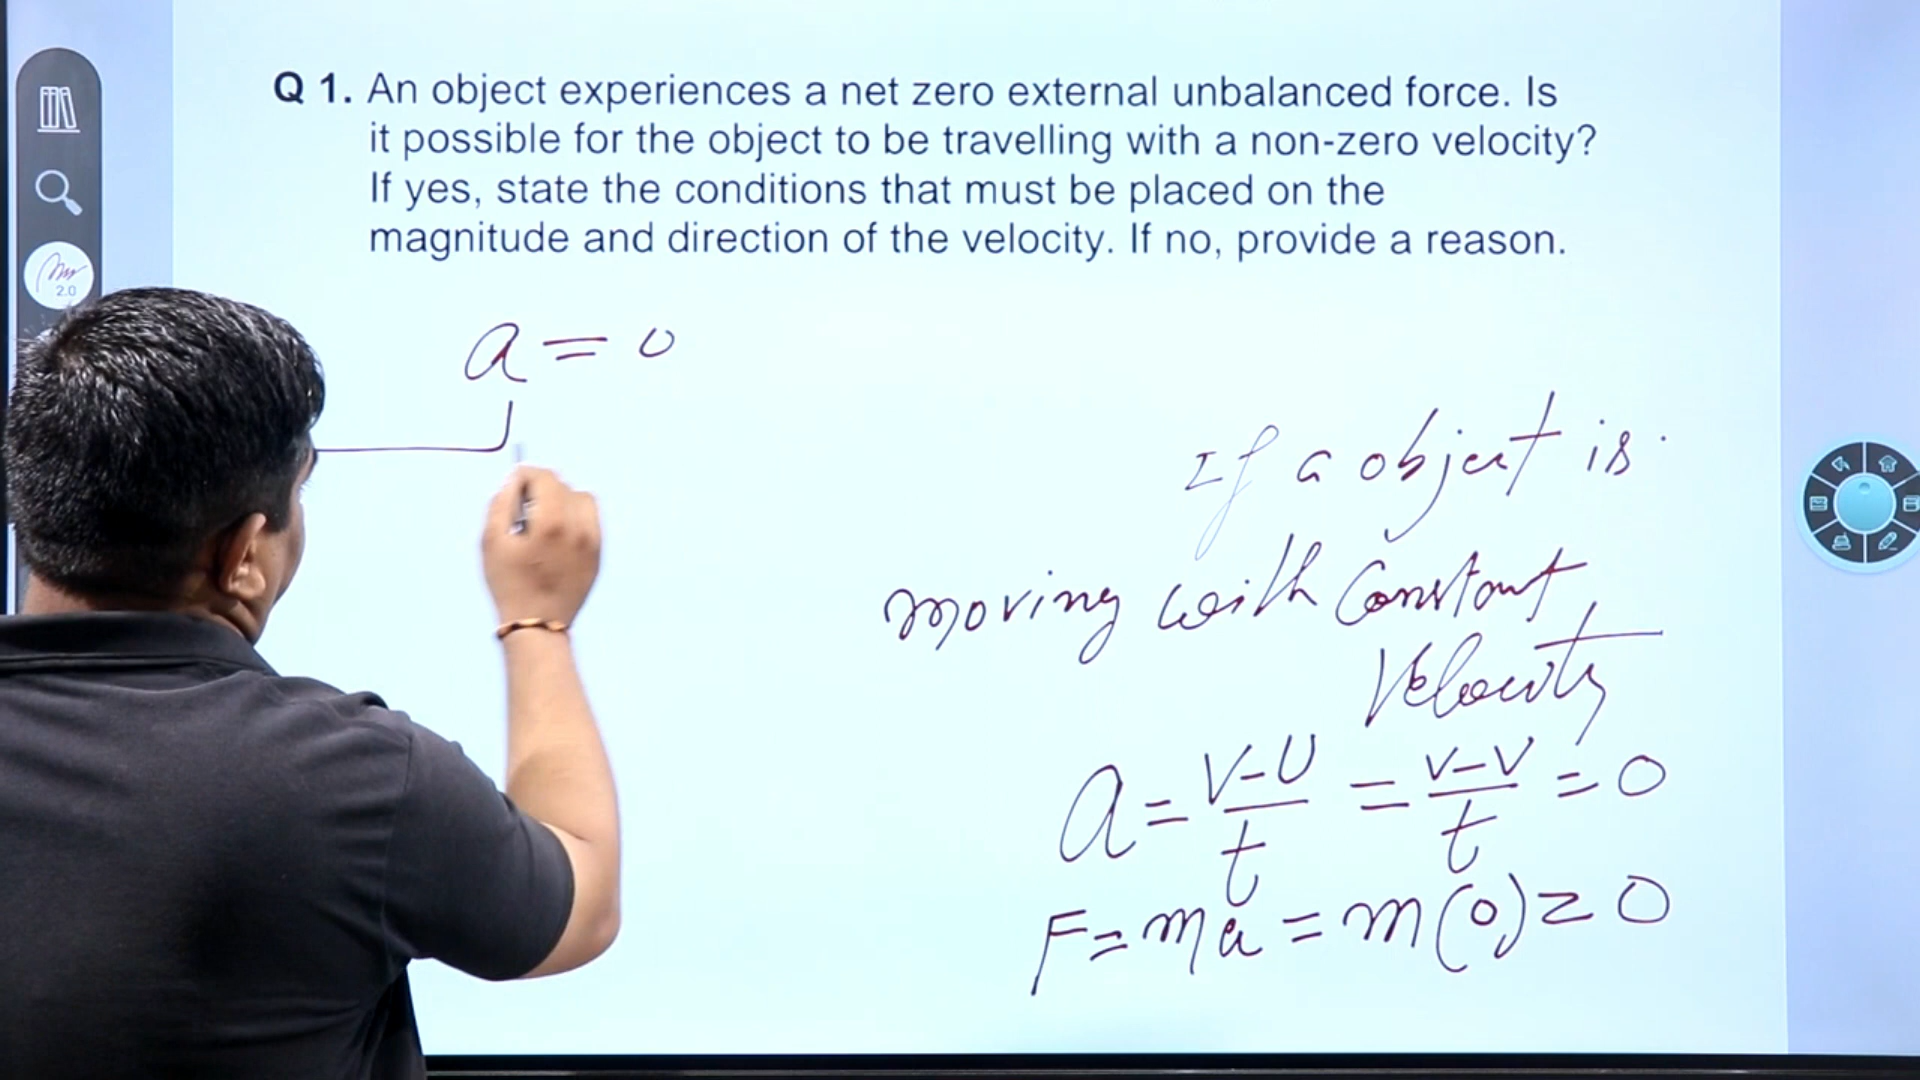 Q 1. An object experiences a net zero external unbalanced force. Is
it possible for the object to be travelling with a non-zero velocity?
If yes, state the conditions that must be placed on the
magnitude and direction of the velocity. If no, provide a reason.
2.0
a = 0
If a object is
moving with Constant
Velocity
a = V-U/t = V-V/t = 0
F = ma = m(0) = 0